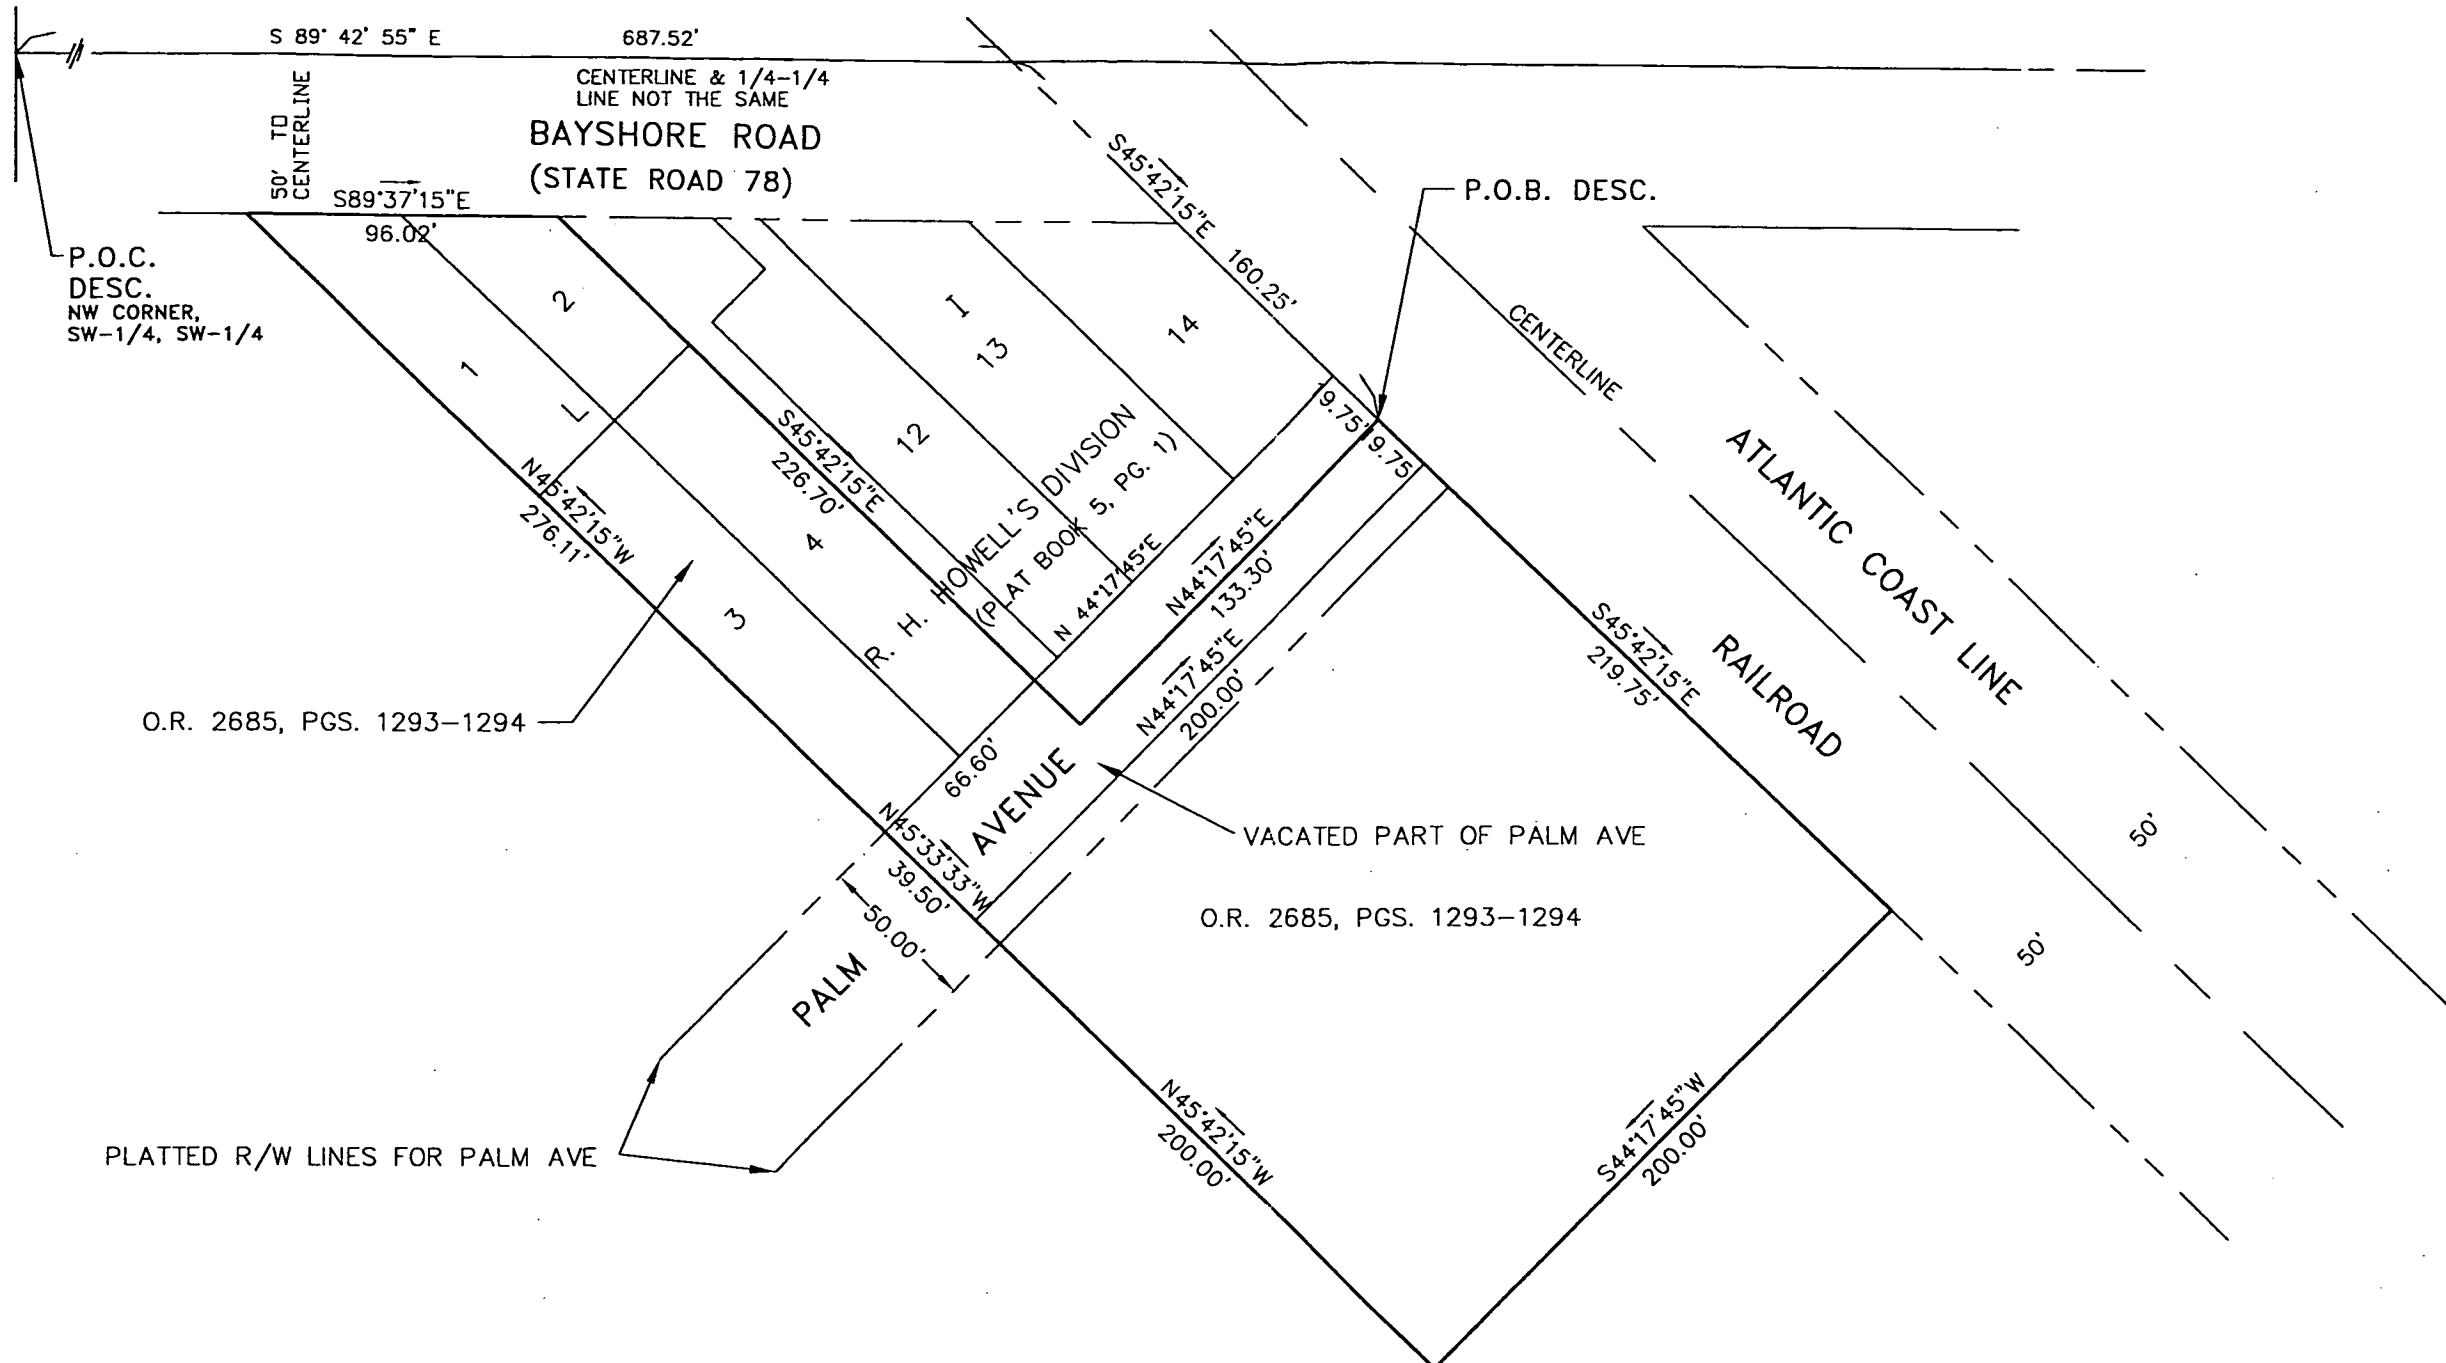 S 89° 42' 55" E
687.52'
CENTERLINE & 1/4-1/4
LINE NOT THE SAME
BAYSHORE ROAD
(STATE ROAD 78)
50' TO
CENTERLINE
S89°37'15"E
96.02'
P.O.C.
DESC.
NW CORNER,
SW-1/4, SW-1/4
S45°42'15"E
160.25'
P.O.B. DESC.
CENTERLINE
ATLANTIC COAST LINE
RAILROAD
50'
50'
1
2
3
4
L
I
12
13
14
19.75'
19.75
S45°42'15"E
226.70'
R. H. HOWELL'S DIVISION
(PLAT BOOK 5, PG. 1)
N 44°17'45"E
N44°17'45"E
133.30'
N44°17'45"E
200.00'
N45°42'15"W
276.11'
S45°42'15"E
219.75'
O.R. 2685, PGS. 1293-1294
66.60'
N45°33'33"W
39.50'
50.00'
PALM AVENUE
VACATED PART OF PALM AVE
O.R. 2685, PGS. 1293-1294
PLATTED R/W LINES FOR PALM AVE
N45°42'15"W
200.00'
S44°17'45"W
200.00'